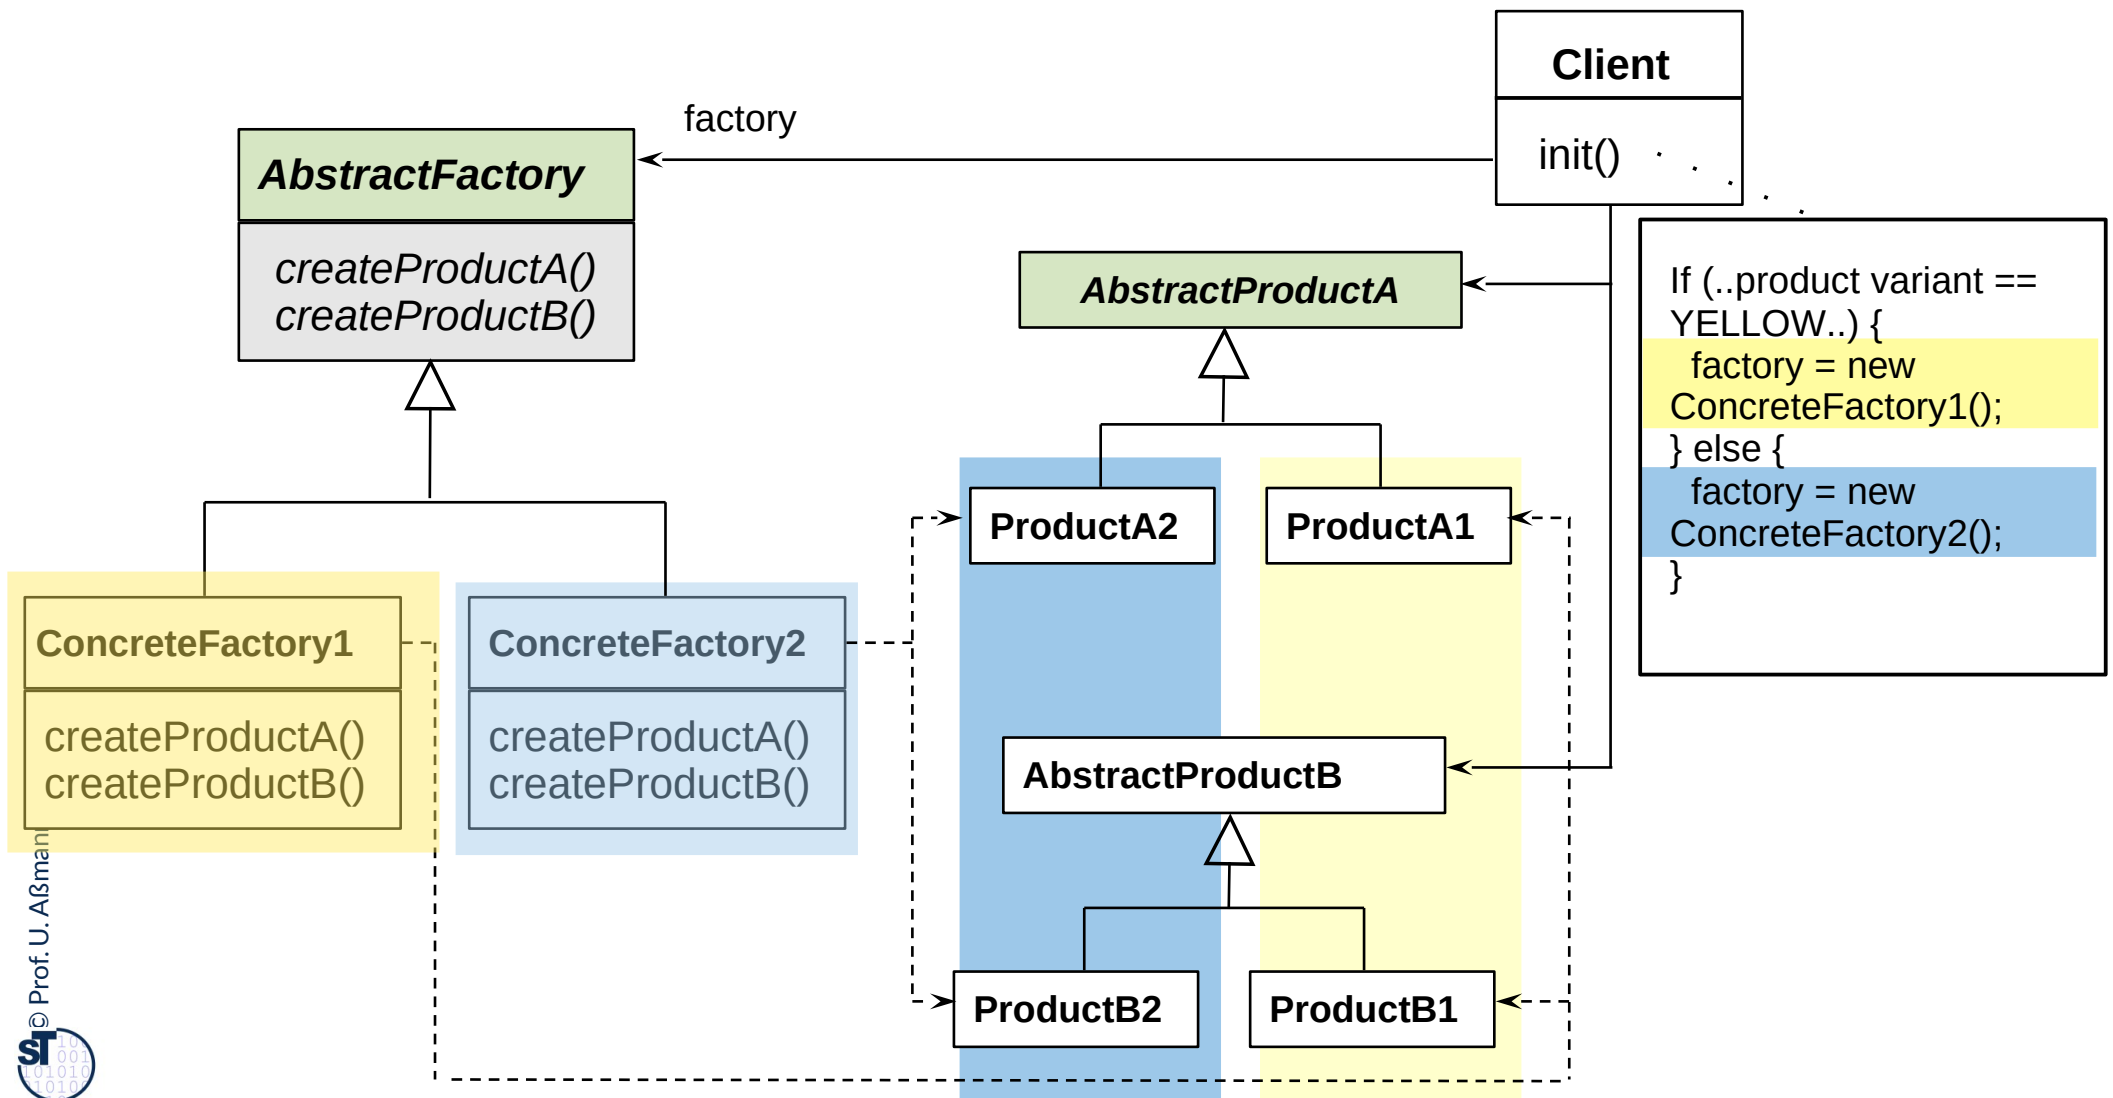 Client
init()
factory
AbstractFactory
createProductA()
createProductB()
AbstractProductA
If (..product variant ==
YELLOW..) {
factory = new
ConcreteFactory1();
} else {
factory = new
ConcreteFactory2();
}
ProductA2
ProductA1
ConcreteFactory1
createProductA()
createProductB()
ConcreteFactory2
createProductA()
createProductB()
AbstractProductB
ProductB2
ProductB1
© Prof. U. Aßmann
ST